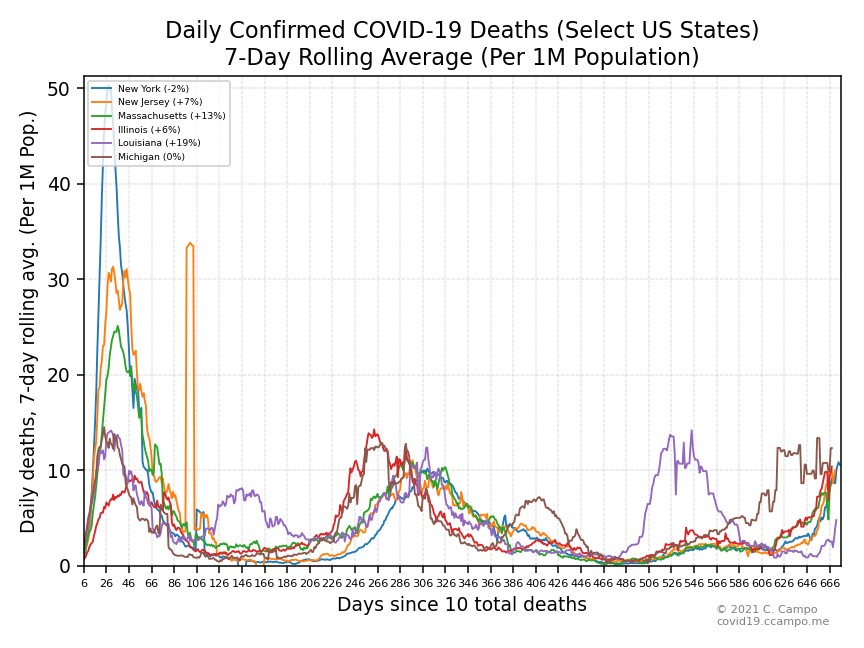 Daily Confirmed COVID-19 Deaths (Select US States)
7-Day Rolling Average (Per 1M Population)
Daily deaths, 7-day rolling avg. (Per 1M Pop.)
50
40
30
20
10
0
New York (-2%)
New Jersey (+7%)
Massachusetts (+13%)
Illinois (+6%)
Louisiana (+19%)
Michigan (0%)
6 26 46 66 86 106 126 146 166 186 206 226 246 266 286 306 326 346 366 386 406 426 446 466 486 506 526 546 566 586 606 626 646 666
Days since 10 total deaths
© 2021 C. Campo
covid19.ccampo.me